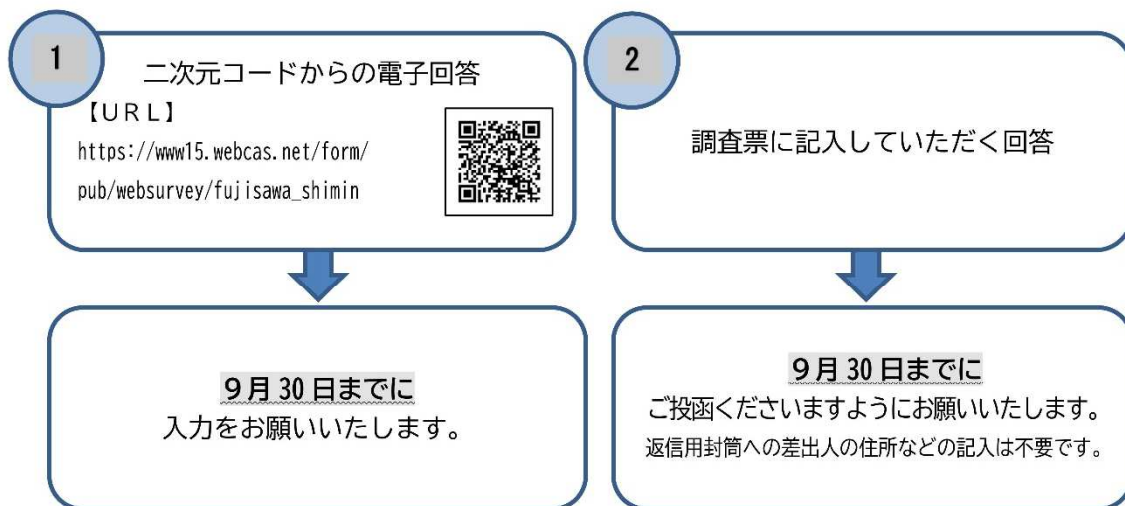 1
二次元コードからの電子回答
【ＵＲＬ】
https://www15.webcas.net/form/
pub/websurvey/fujisawa_shimin
９月 30 日までに
入力をお願いいたします。
2
調査票に記入していただく回答
９月 30 日までに
ご投函くださいますようにお願いいたします。
返信用封筒への差出人の住所などの記入は不要です。